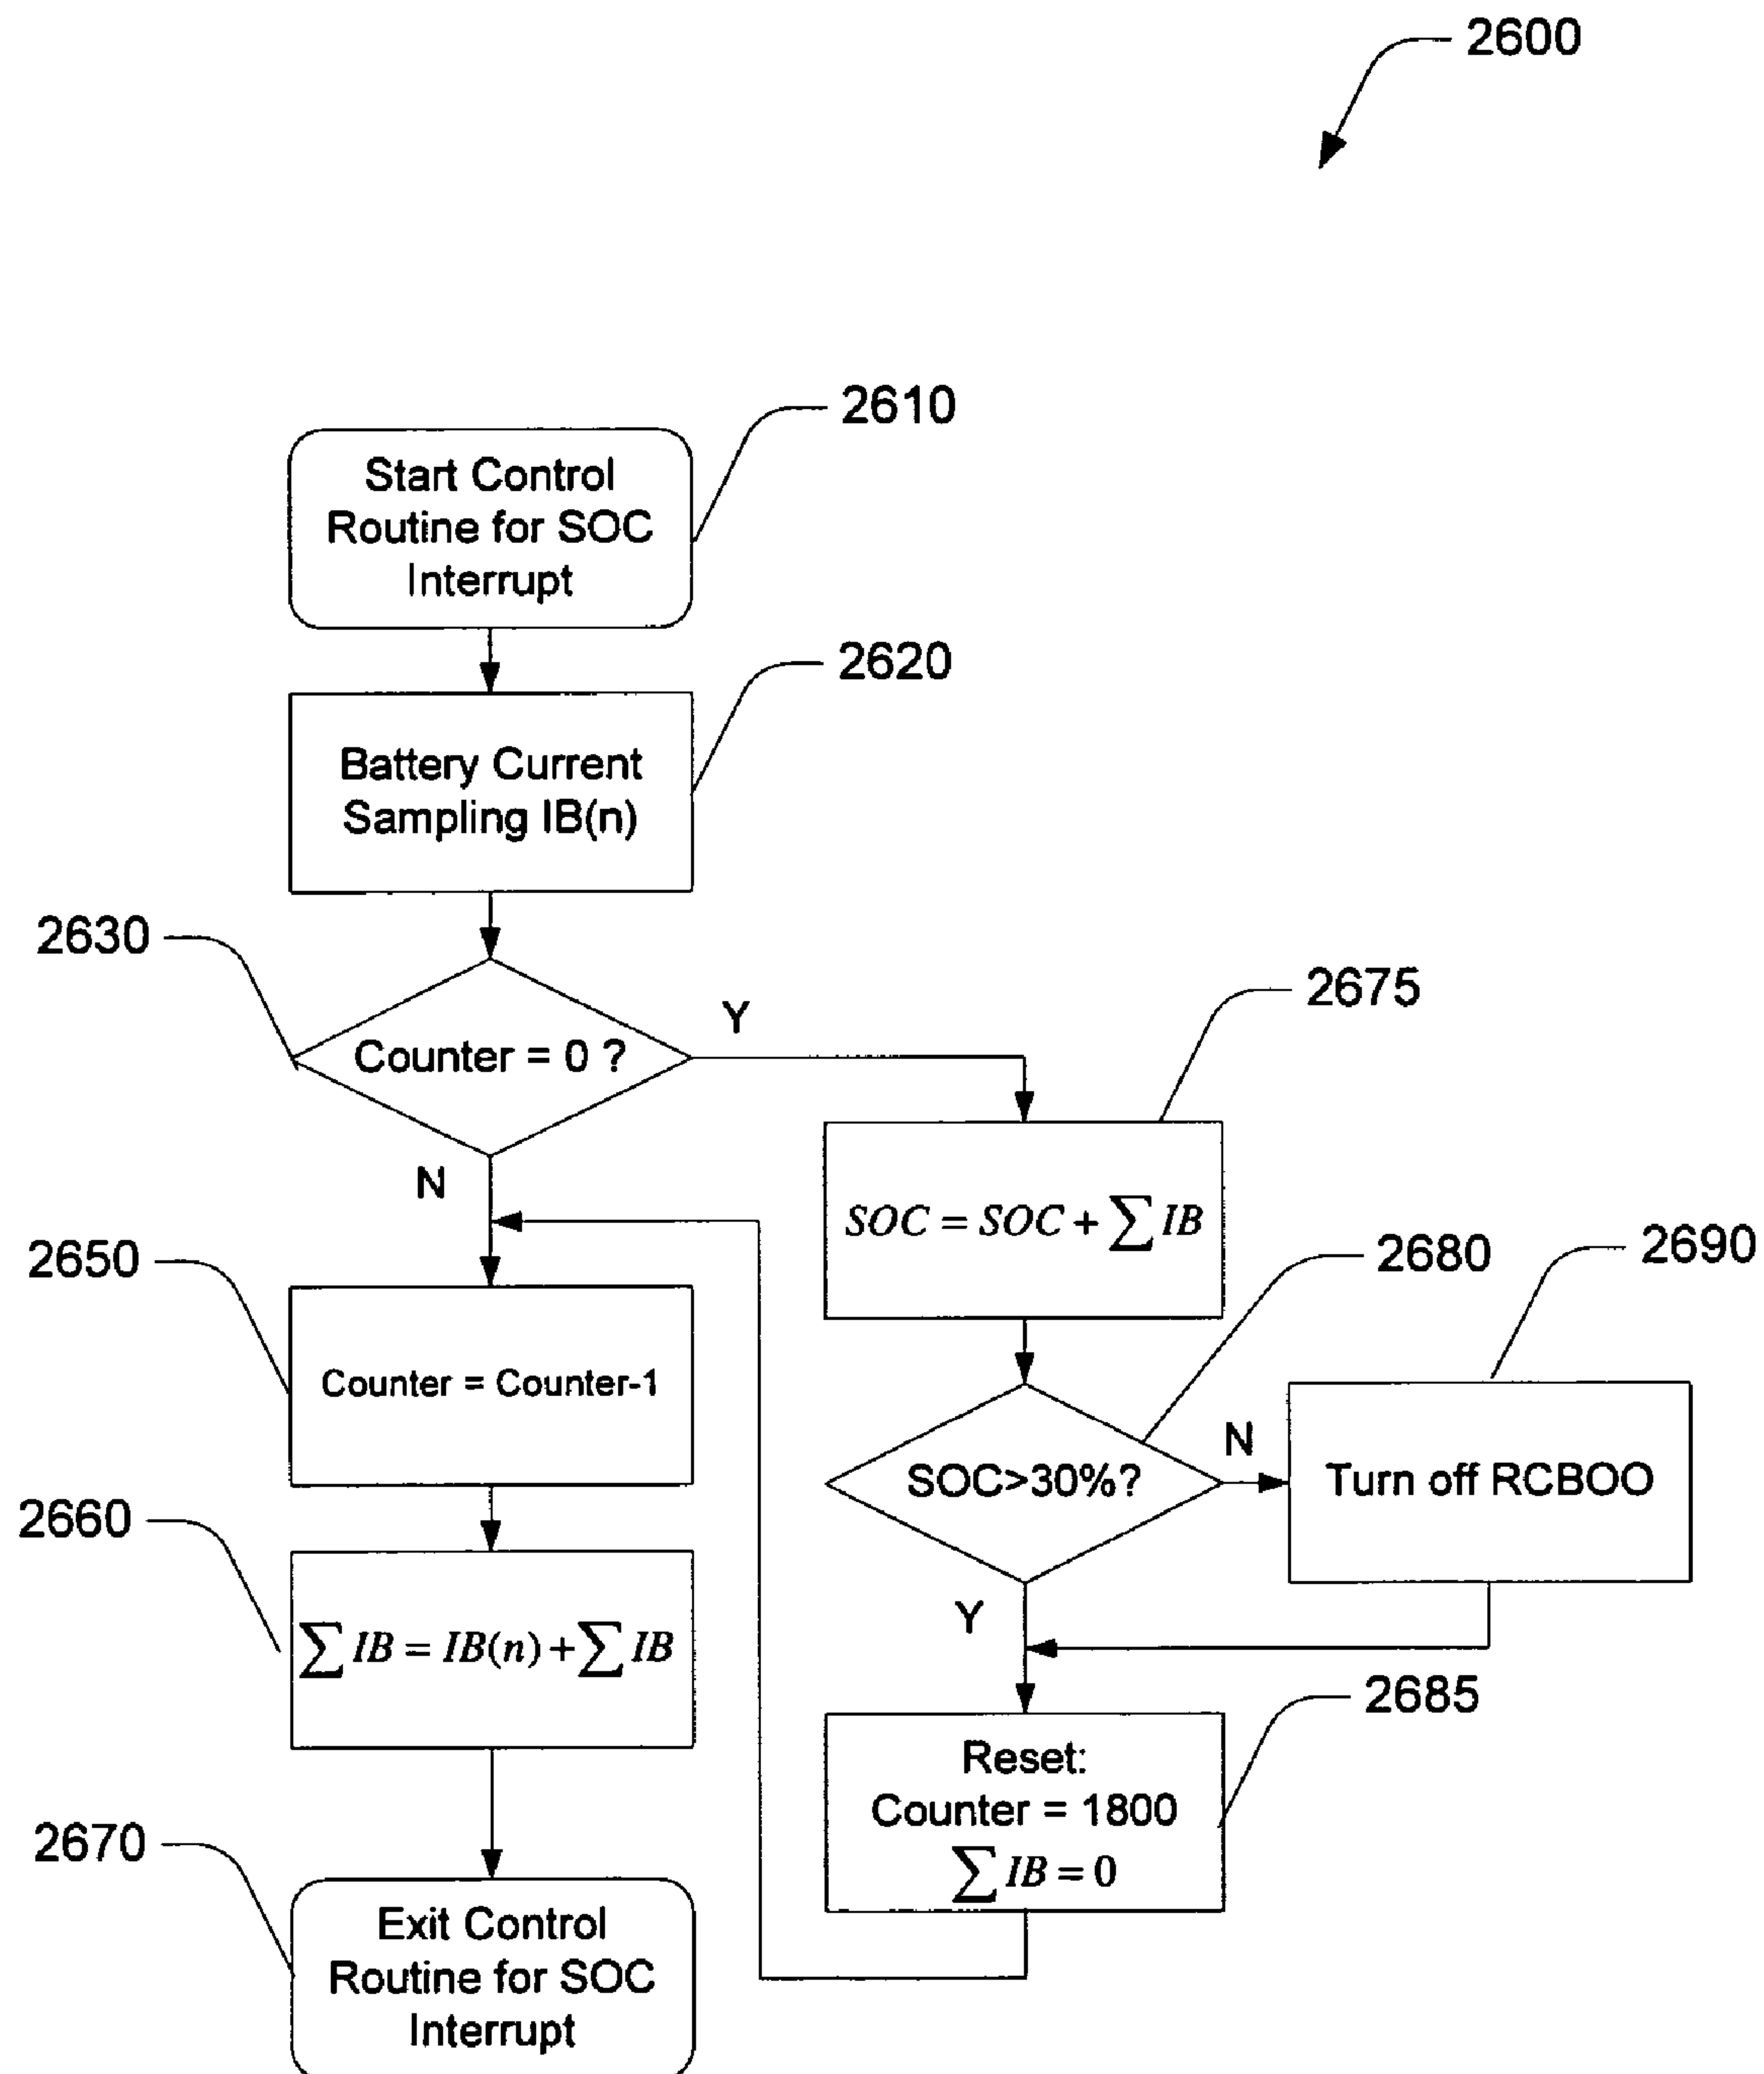 2600
2610
Start Control
Routine for SOC
Interrupt
2620
Battery Current
Sampling IB(n)
2630
Counter = 0 ?
Y
N
2675
SOC = SOC + ∑ IB
2650
Counter = Counter-1
2680
SOC>30%?
N
Y
2690
Turn off RCBOO
2660
∑ IB = IB(n) + ∑ IB
2685
Reset:
Counter = 1800
∑ IB = 0
2670
Exit Control
Routine for SOC
Interrupt